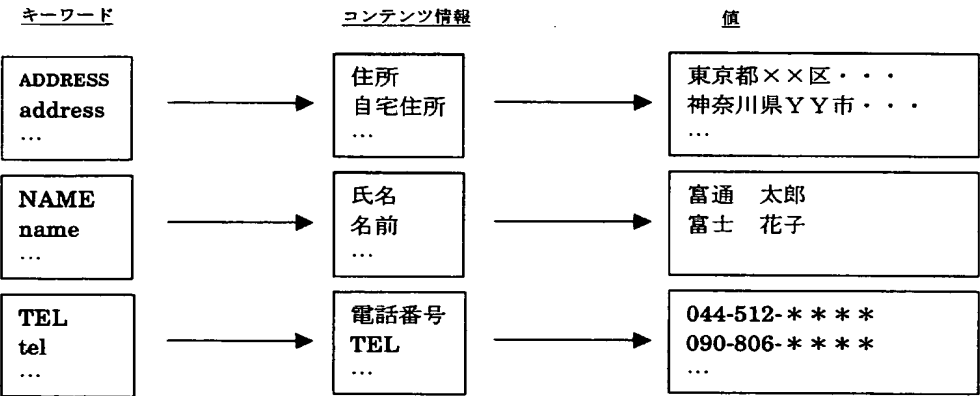 キーワード
コンテンツ情報
値
ADDRESS
address
…
住所
自宅住所
…
東京都××区・・・
神奈川県ＹＹ市・・・
…
NAME
name
…
氏名
名前
…
富通　太郎
富士　花子
TEL
tel
…
電話番号
TEL
…
044-512-＊＊＊＊
090-806-＊＊＊＊
…